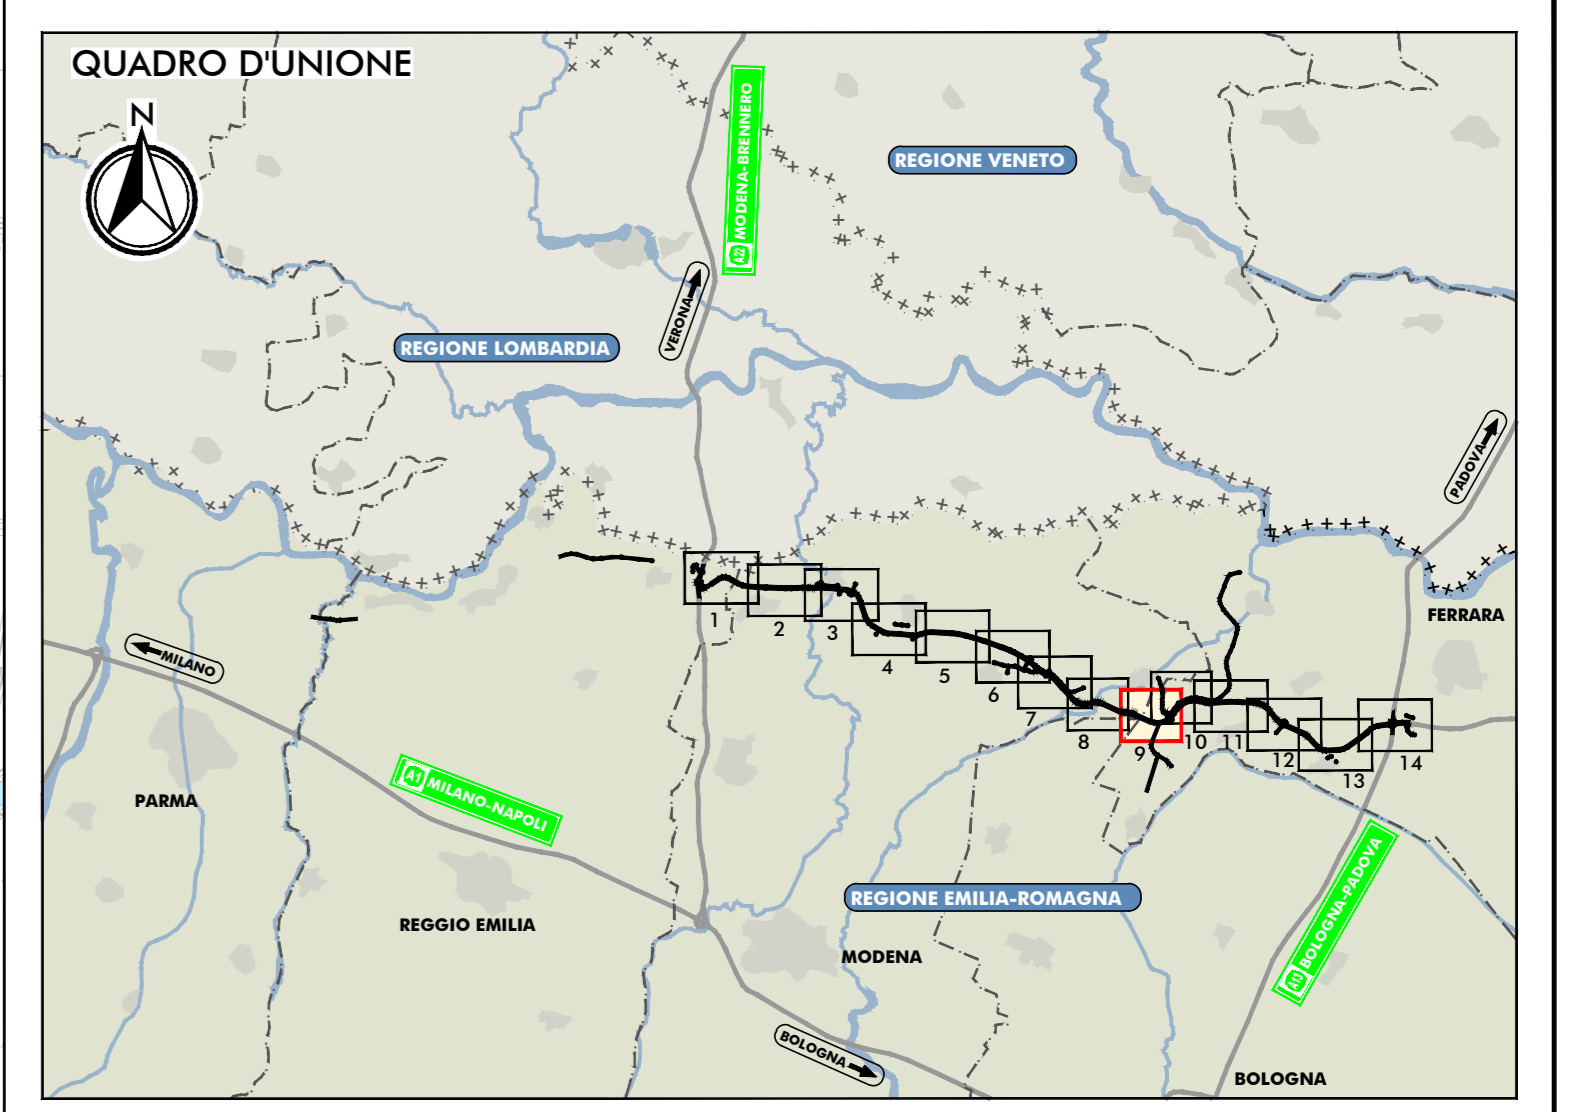 QUADRO D'UNIONE
N
A22 MODENA-BRENNERO
REGIONE VENETO
VERONA
REGIONE LOMBARDIA
PADOVA
FERRARA
1
2
3
4
5
6
7
8
9
10
11
12
13
14
MILANO
A1 MILANO-NAPOLI
PARMA
REGIONE EMILIA-ROMAGNA
A13 BOLOGNA-PADOVA
REGGIO EMILIA
MODENA
BOLOGNA
BOLOGNA